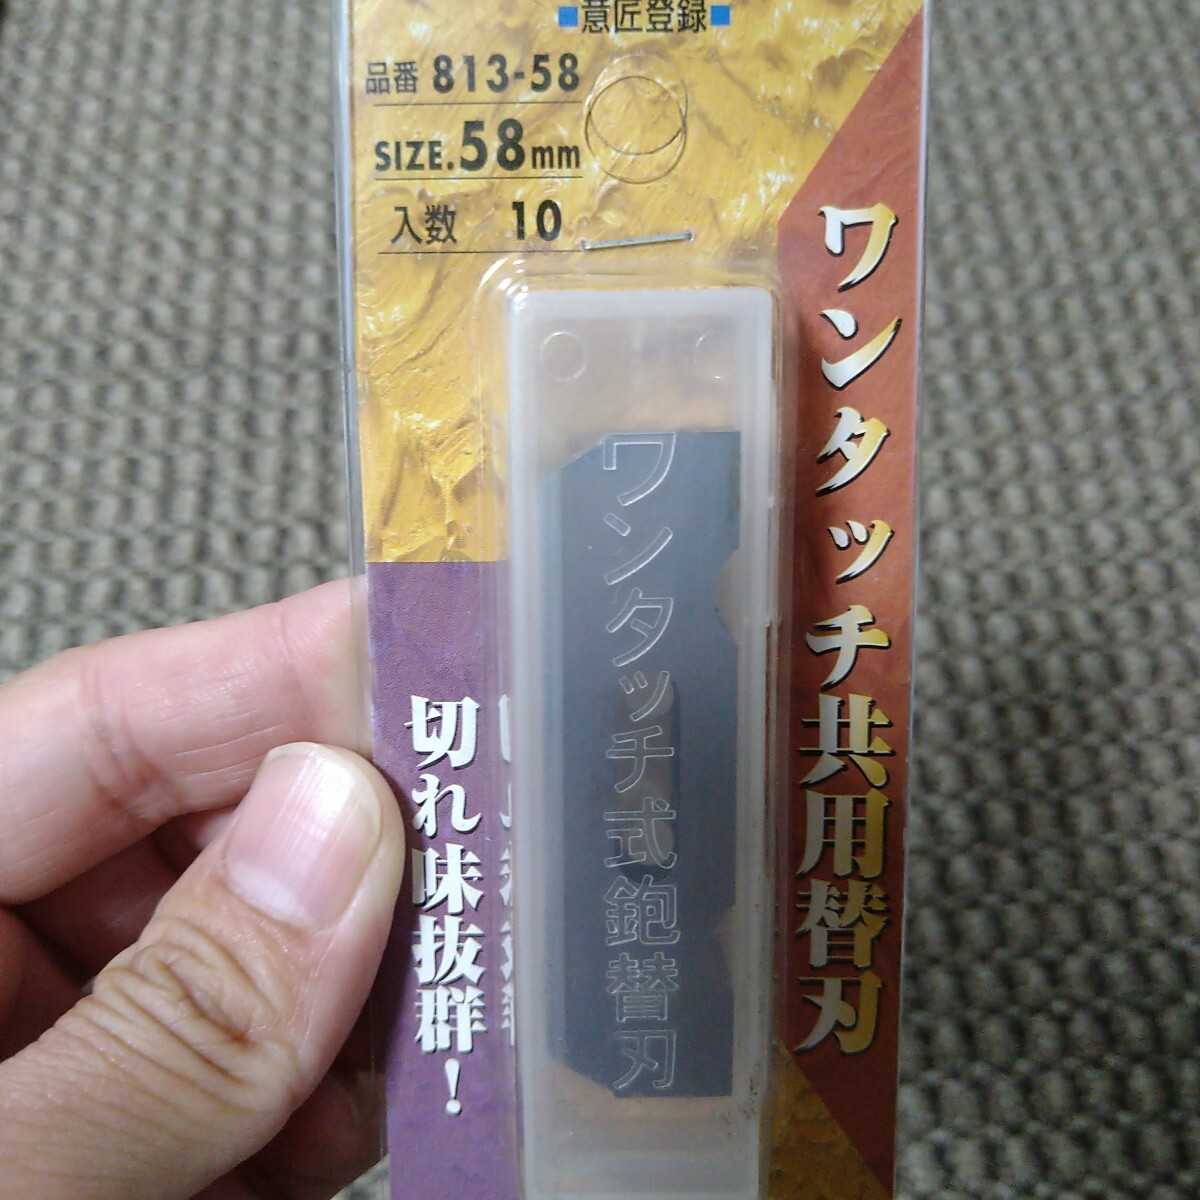 ■意匠登録■
品番 813-58
SIZE.58mm
入数 10
ワンタッチ共用替刃
ワンタッチ式鉋替刃
切れ味抜群!